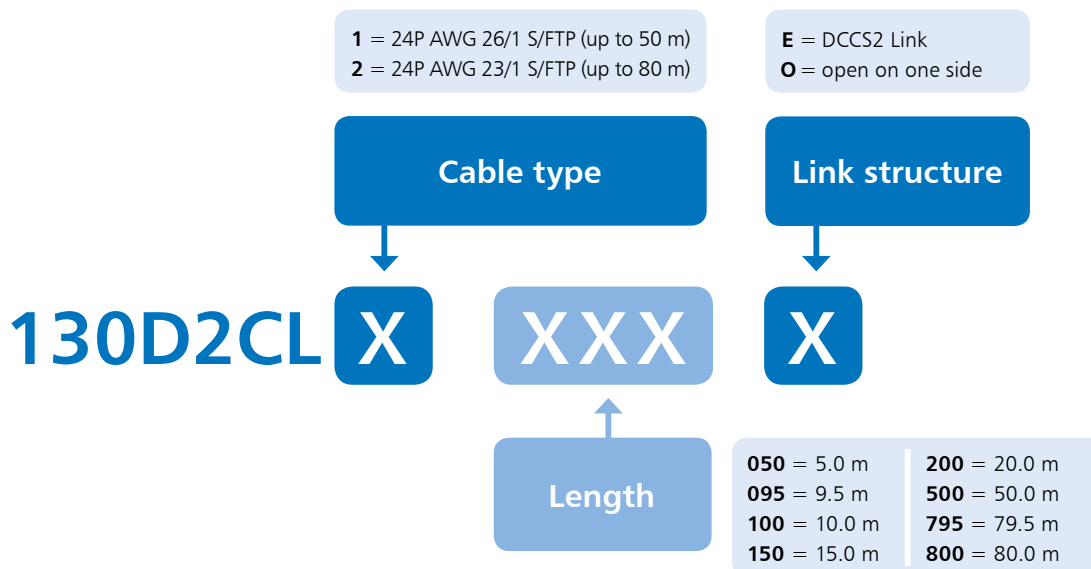 1 = 24P AWG 26/1 S/FTP (up to 50 m)
2 = 24P AWG 23/1 S/FTP (up to 80 m)
E = DCCS2 Link
O = open on one side
Cable type
Link structure
130D2CL X XXX X
Length
050 = 5.0 m
095 = 9.5 m
100 = 10.0 m
150 = 15.0 m
200 = 20.0 m
500 = 50.0 m
795 = 79.5 m
800 = 80.0 m